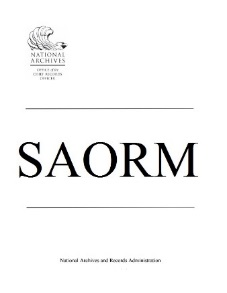 NATIONAL
ARCHIVES
SAORM
National Archives and Records Administration